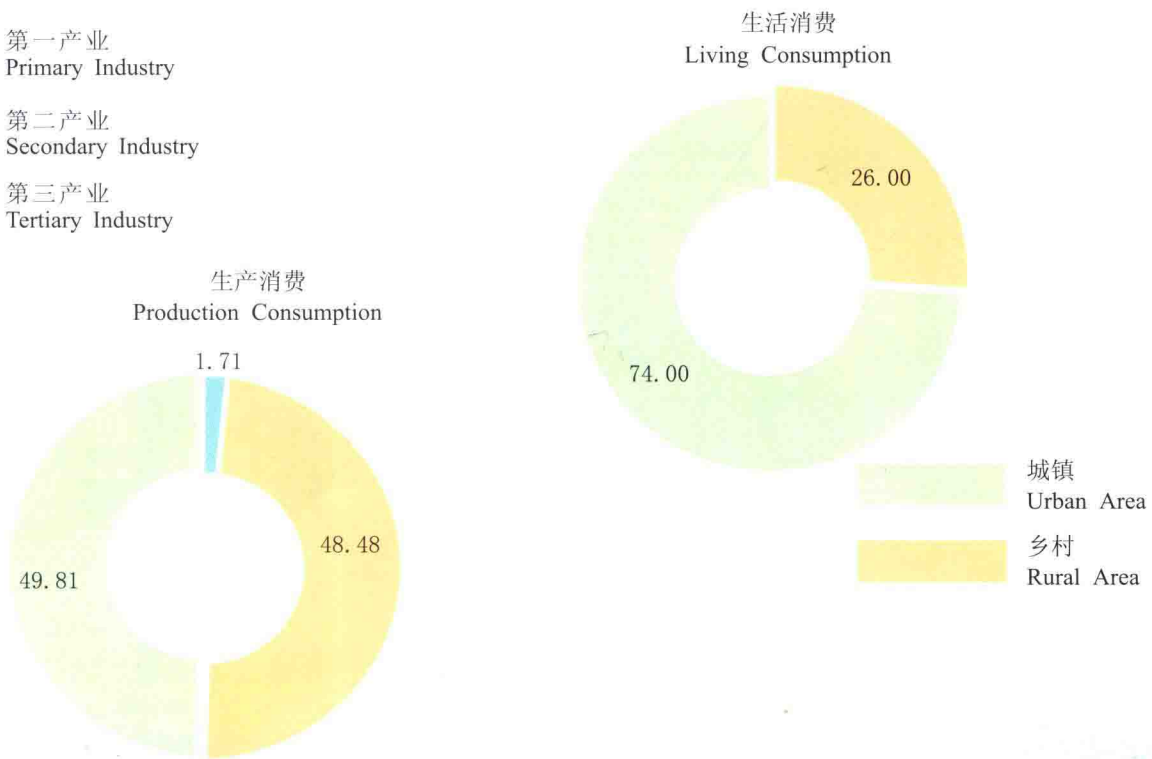 第一产业
Primary Industry
第二产业
Secondary Industry
第三产业
Tertiary Industry
生产消费
Production Consumption
1.71
48.48
49.81
生活消费
Living Consumption
26.00
74.00
城镇
Urban Area
乡村
Rural Area